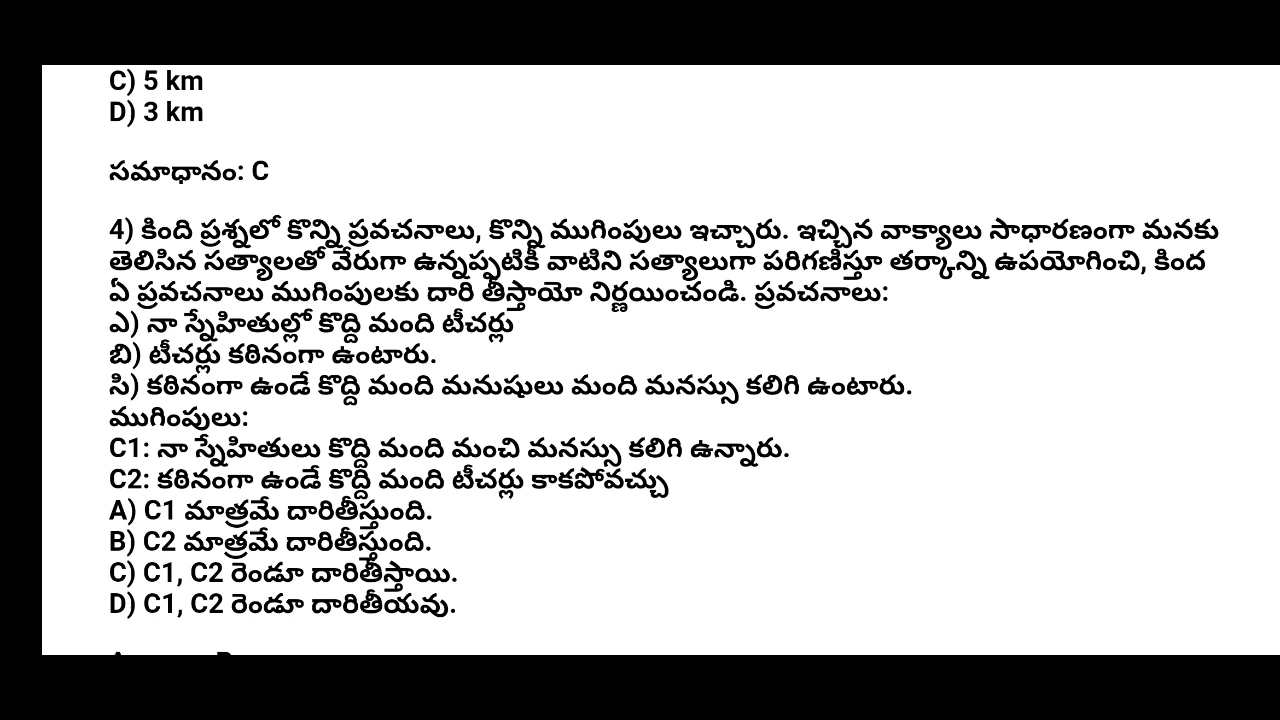 C) 5 km
D) 3 km
సమాధానం: C
4) కింది ప్రశ్నలో కొన్ని ప్రవచనాలు, కొన్ని ముగింపులు ఇచ్చారు. ఇచ్చిన వాక్యాలు సాధారణంగా మనకు
తెలిసిన సత్యాలతో వేరుగా ఉన్నప్పటికీ వాటిని సత్యాలుగా పరిగణిస్తూ తర్కాన్ని ఉపయోగించి, కింద
ఏ ప్రవచనాలు ముగింపులకు దారి తీస్తాయో నిర్ణయించండి. ప్రవచనాలు:
ఎ) నా స్నేహితుల్లో కొద్ది మంది టీచర్లు
బి) టీచర్లు కఠినంగా ఉంటారు.
సి) కఠినంగా ఉండే కొద్ది మంది మనుషులు మంది మనస్సు కలిగి ఉంటారు.
ముగింపులు:
C1: నా స్నేహితులు కొద్ది మంది మంచి మనస్సు కలిగి ఉన్నారు.
C2: కఠినంగా ఉండే కొద్ది మంది టీచర్లు కాకపోవచ్చు
A) C1 మాత్రమే దారితీస్తుంది.
B) C2 మాత్రమే దారితీస్తుంది.
C) C1, C2 రెండూ దారితీస్తాయి.
D) C1, C2 రెండూ దారితీయవు.